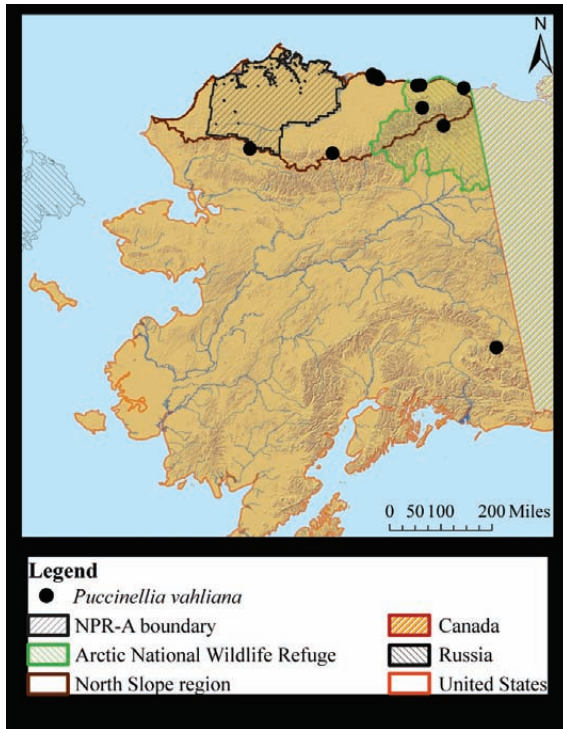 N
0 50 100 200 Miles
Legend
Puccinellia vahliana
NPR-A boundary
Canada
Arctic National Wildlife Refuge
Russia
North Slope region
United States